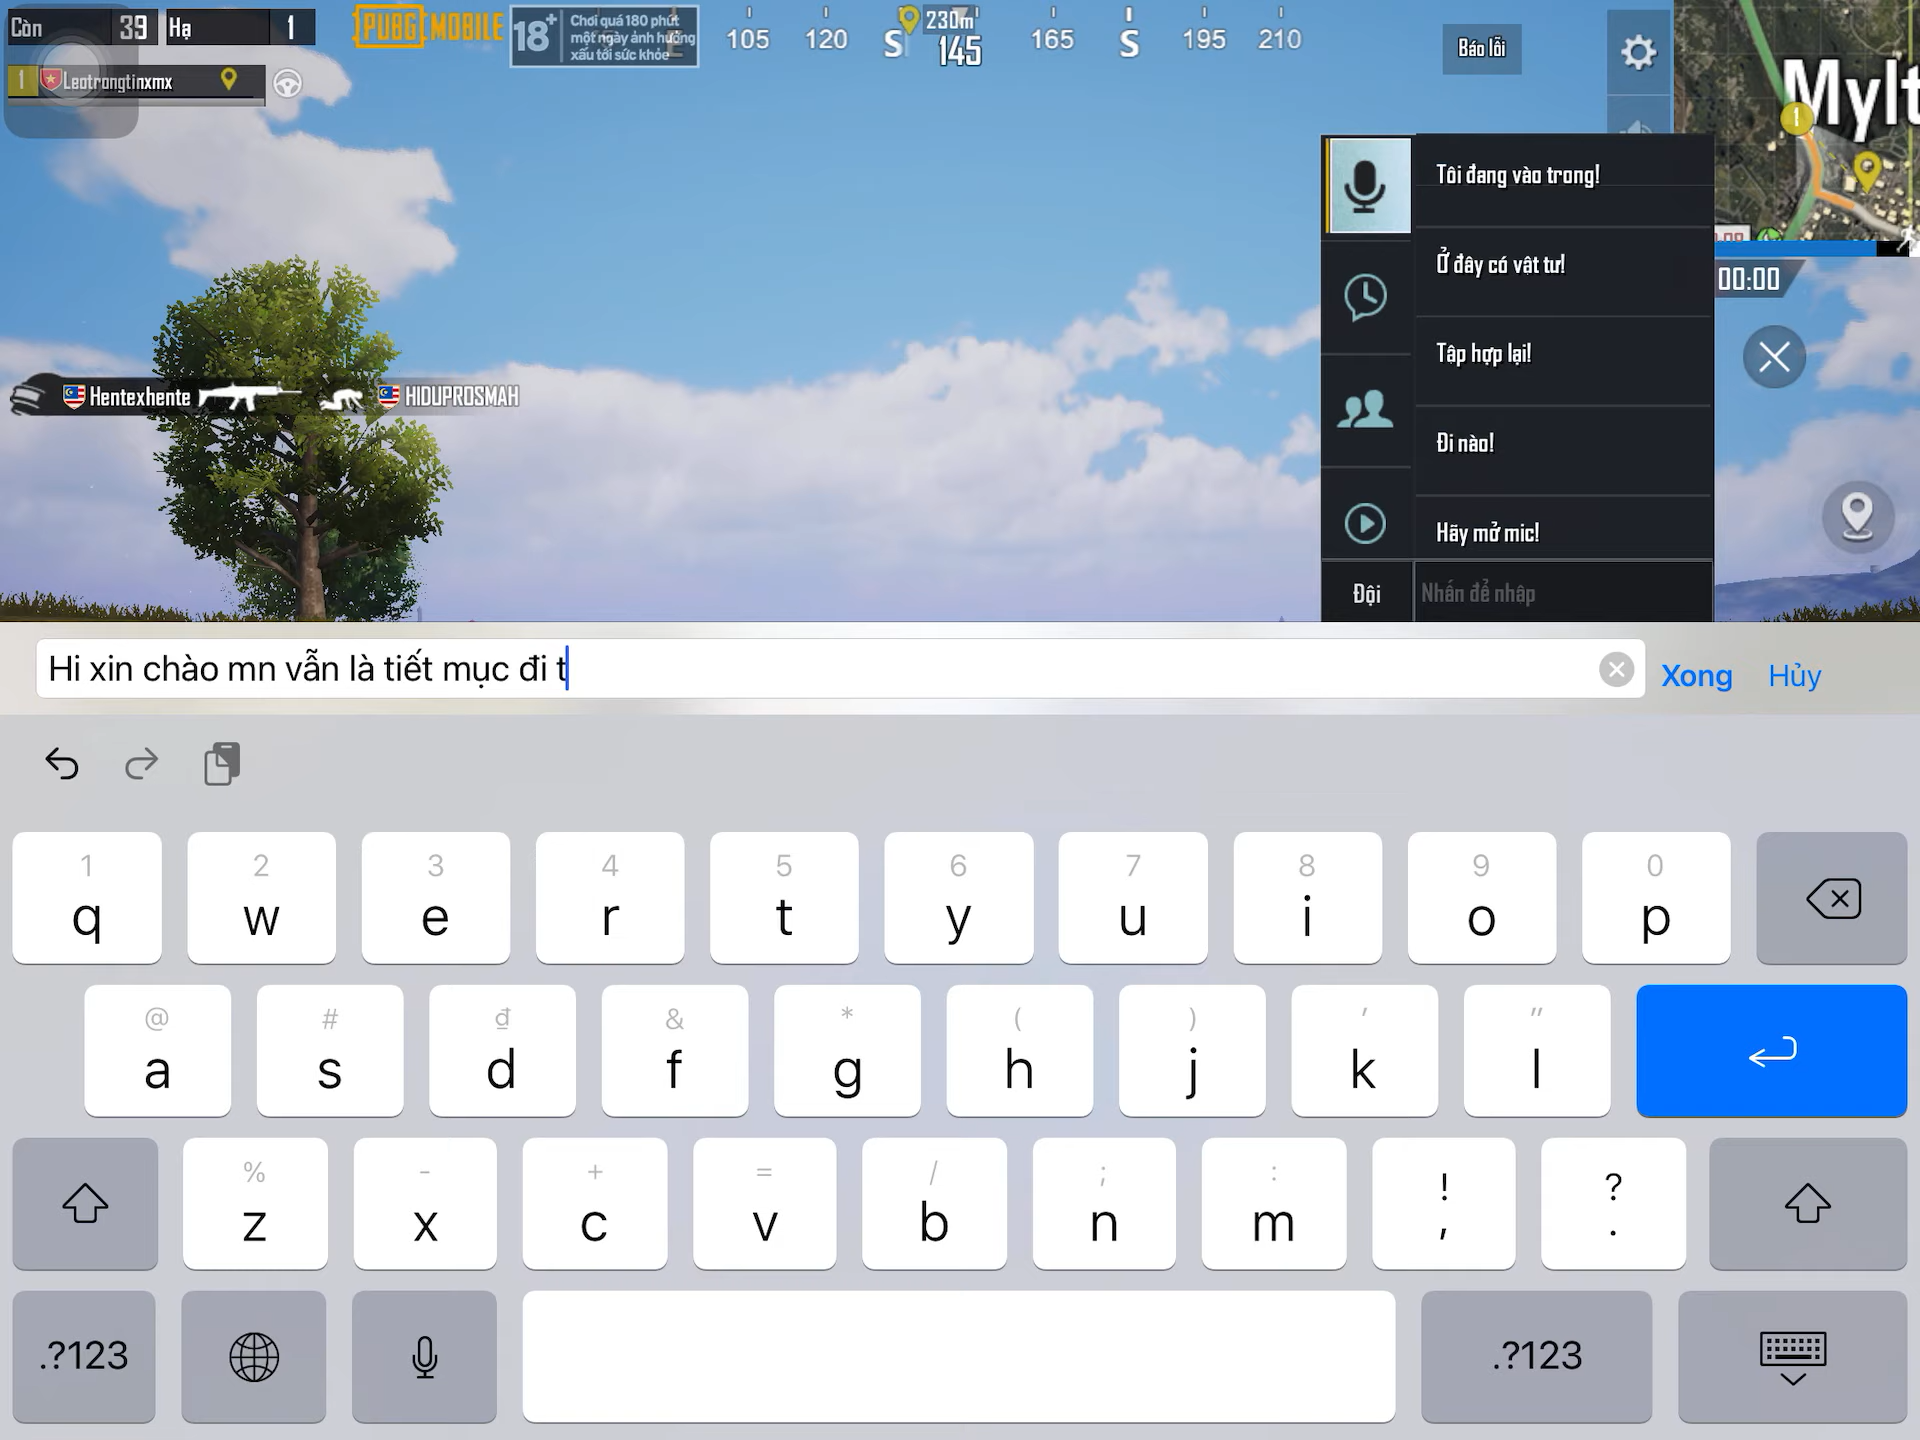 Còn 39 Hạ 1
PUBG MOBILE
18+
Chơi quá 180 phút
một ngày ảnh hưởng
xấu tới sức khỏe
105 120 S 145 165 S 195 210
230m
Báo lỗi
1 Leotrongtinxmx
Mylt
1
Tôi đang vào trong!
Ở đây có vật tư!
Tập hợp lại!
Đi nào!
Hãy mở mic!
00:00
Hentexhente HIDUPROSMAH
Đội Nhấn để nhập
Hi xin chào mn vẫn là tiết mục đi t
Xong Hủy
1 2 3 4 5 6 7 8 9 0
q w e r t y u i o p
@ # ₫ & * ( ) ' "
a s d f g h j k l
% - + = / ; : ! ?
z x c v b n m , .
.?123 .?123